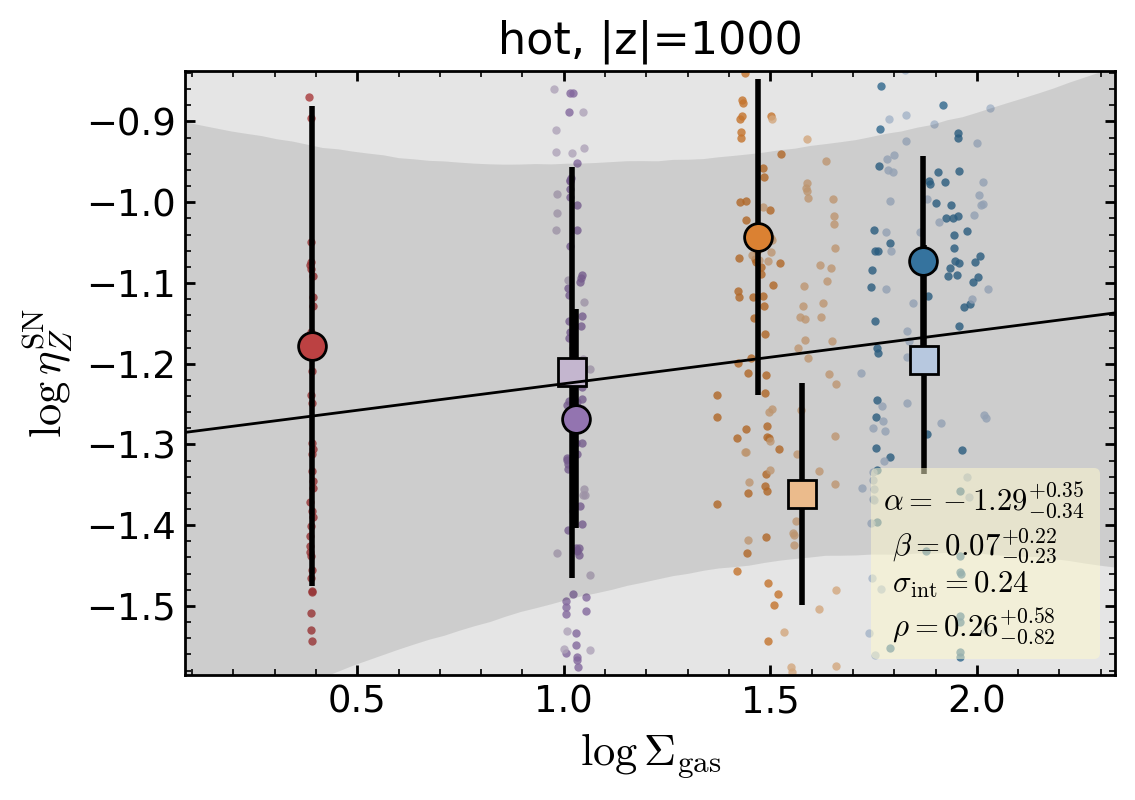 hot, |z|=1000
log η_Z^SN
−0.9
−1.0
−1.1
−1.2
−1.3
−1.4
−1.5
α = −1.29^{+0.35}_{−0.34}
β = 0.07^{+0.22}_{−0.23}
σ_int = 0.24
ρ = 0.26^{+0.58}_{−0.82}
0.5 1.0 1.5 2.0
log Σ_gas